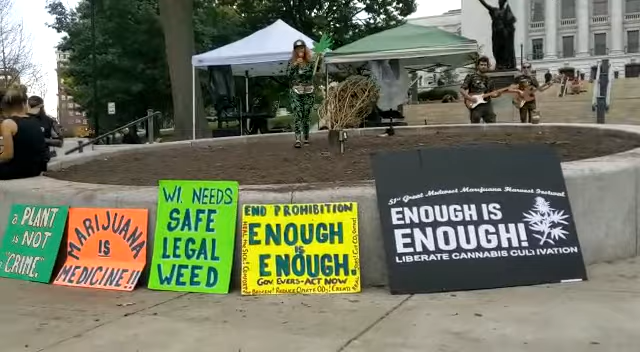 a PLANT
is NOT
a "CRIME"
MARIJUANA
IS
MEDICINE!!
WI. NEEDS
SAFE
LEGAL
WEED
END PROHIBITION
ENOUGH
IS
ENOUGH!
GOV EVERS-ACT NOW
51st Great Midwest Marijuana Harvest Festival
ENOUGH IS
ENOUGH!
LIBERATE CANNABIS CULTIVATION